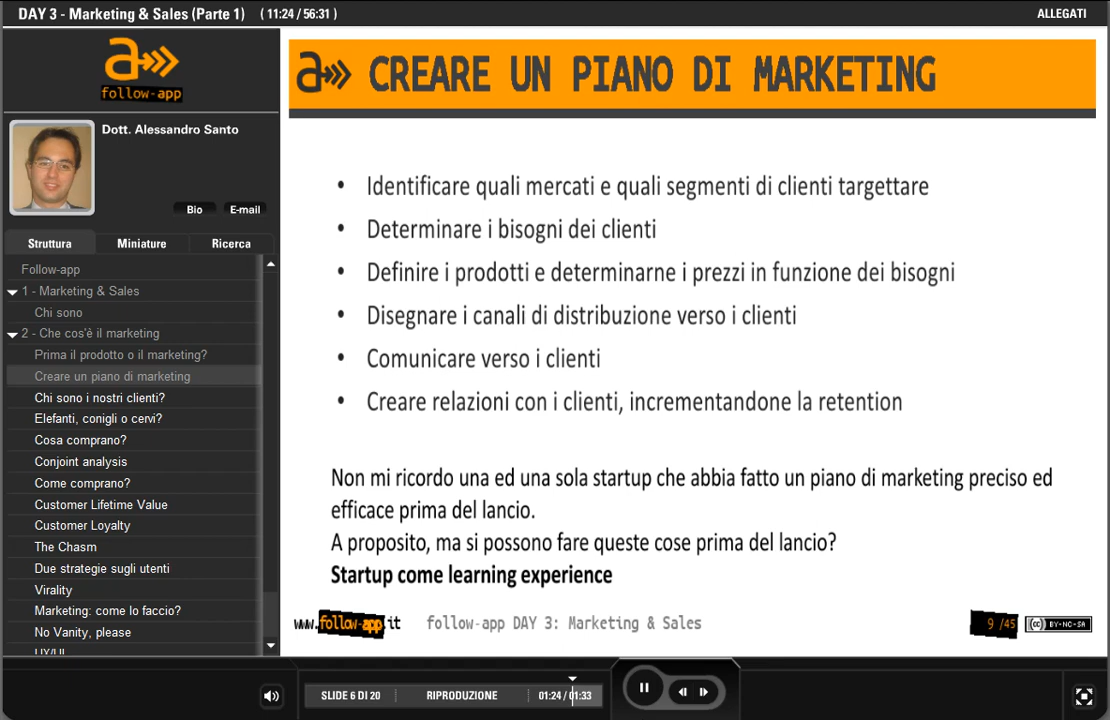 DAY 3 - Marketing & Sales (Parte 1) (11:24 / 56:31)
ALLEGATI
a
follow-app
Dott. Alessandro Santo
Bio
E-mail
Struttura
Miniature
Ricerca
Follow-app
1 - Marketing & Sales
Chi sono
2 - Che cos'è il marketing
Prima il prodotto o il marketing?
Creare un piano di marketing
Chi sono i nostri clienti?
Elefanti, conigli o cervi?
Cosa comprano?
Conjoint analysis
Come comprano?
Customer Lifetime Value
Customer Loyalty
The Chasm
Due strategie sugli utenti
Virality
Marketing: come lo faccio?
No Vanity, please
UX/UI
a CREARE UN PIANO DI MARKETING
• Identificare quali mercati e quali segmenti di clienti targettare
• Determinare i bisogni dei clienti
• Definire i prodotti e determinarne i prezzi in funzione dei bisogni
• Disegnare i canali di distribuzione verso i clienti
• Comunicare verso i clienti
• Creare relazioni con i clienti, incrementandone la retention
Non mi ricordo una ed una sola startup che abbia fatto un piano di marketing preciso ed
efficace prima del lancio.
A proposito, ma si possono fare queste cose prima del lancio?
Startup come learning experience
www.follow-app.it
follow-app DAY 3: Marketing & Sales
9 /45
(cc) BY-NC-SA
SLIDE 6 DI 20
RIPRODUZIONE
01:24 / 01:33